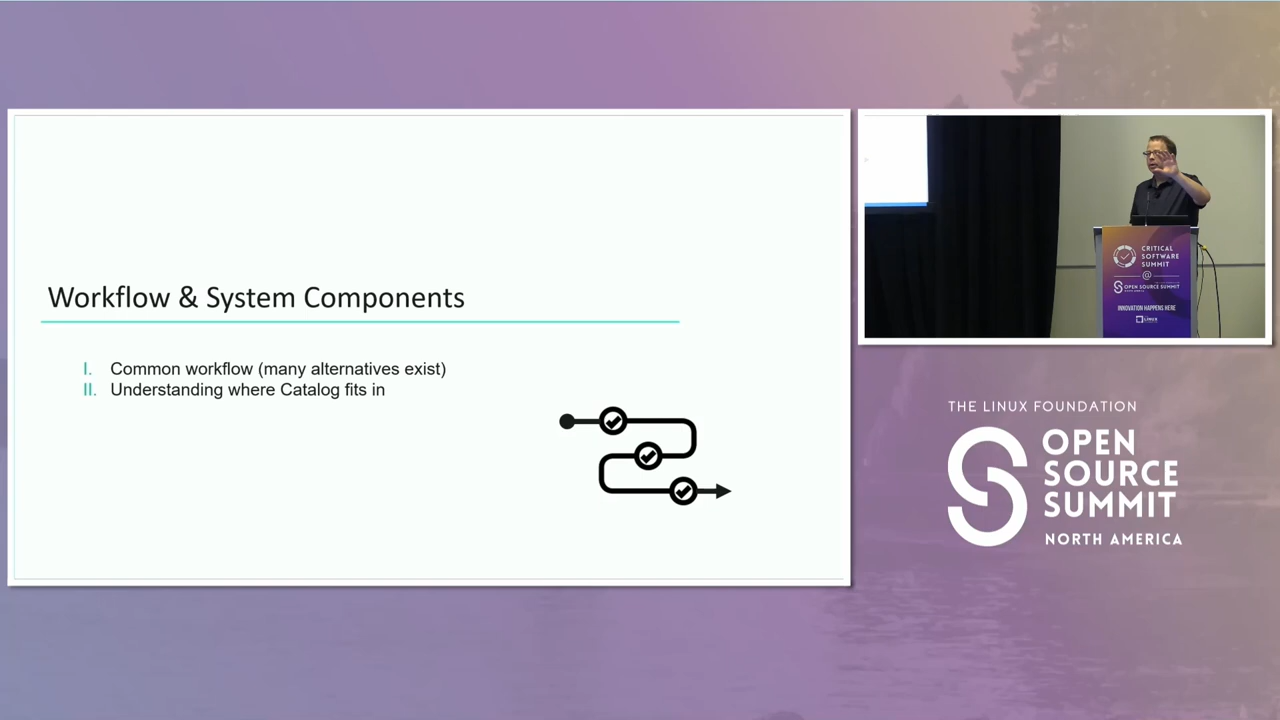 Workflow & System Components
I. Common workflow (many alternatives exist)
II. Understanding where Catalog fits in
CRITICAL
SOFTWARE
SUMMIT
@
OPEN SOURCE SUMMIT
INNOVATION HAPPENS HERE
THE LINUX FOUNDATION
OPEN
SOURCE
SUMMIT
NORTH AMERICA